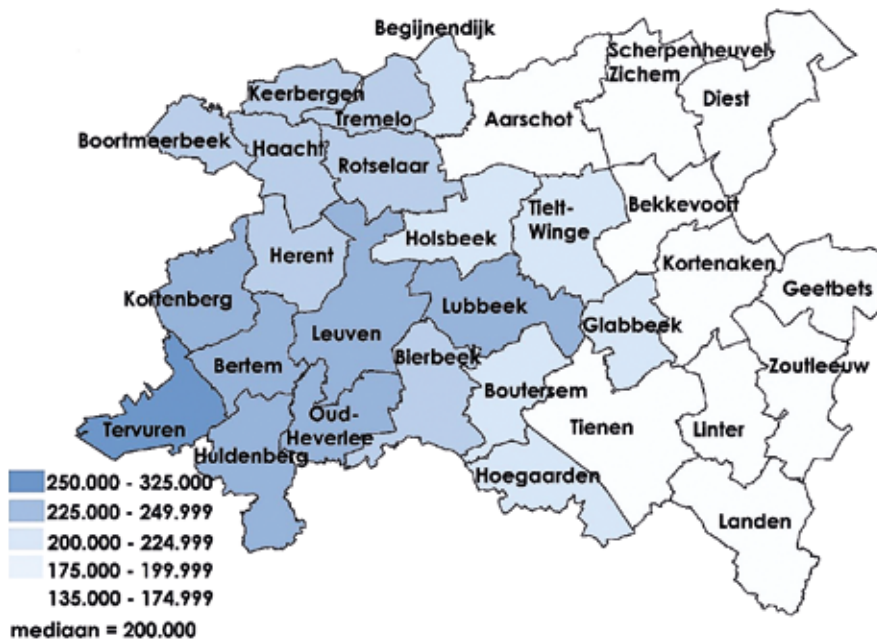 Begijnendijk
Scherpenheuvel-
Zichem
Keerbergen
Diest
Tremelo
Aarschot
Boortmeerbeek
Haacht
Rotselaar
Tielt-
Winge
Bekkevoort
Holsbeek
Herent
Kortenaken
Kortenberg
Geetbets
Lubbeek
Leuven
Glabbeek
Bierbeek
Zoutleeuw
Bertem
Boutersem
Oud-
Heverlee
Tervuren
Tienen
Linter
Huldenberg
Hoegaarden
Landen
250.000 - 325.000
225.000 - 249.999
200.000 - 224.999
175.000 - 199.999
135.000 - 174.999
mediaan = 200.000